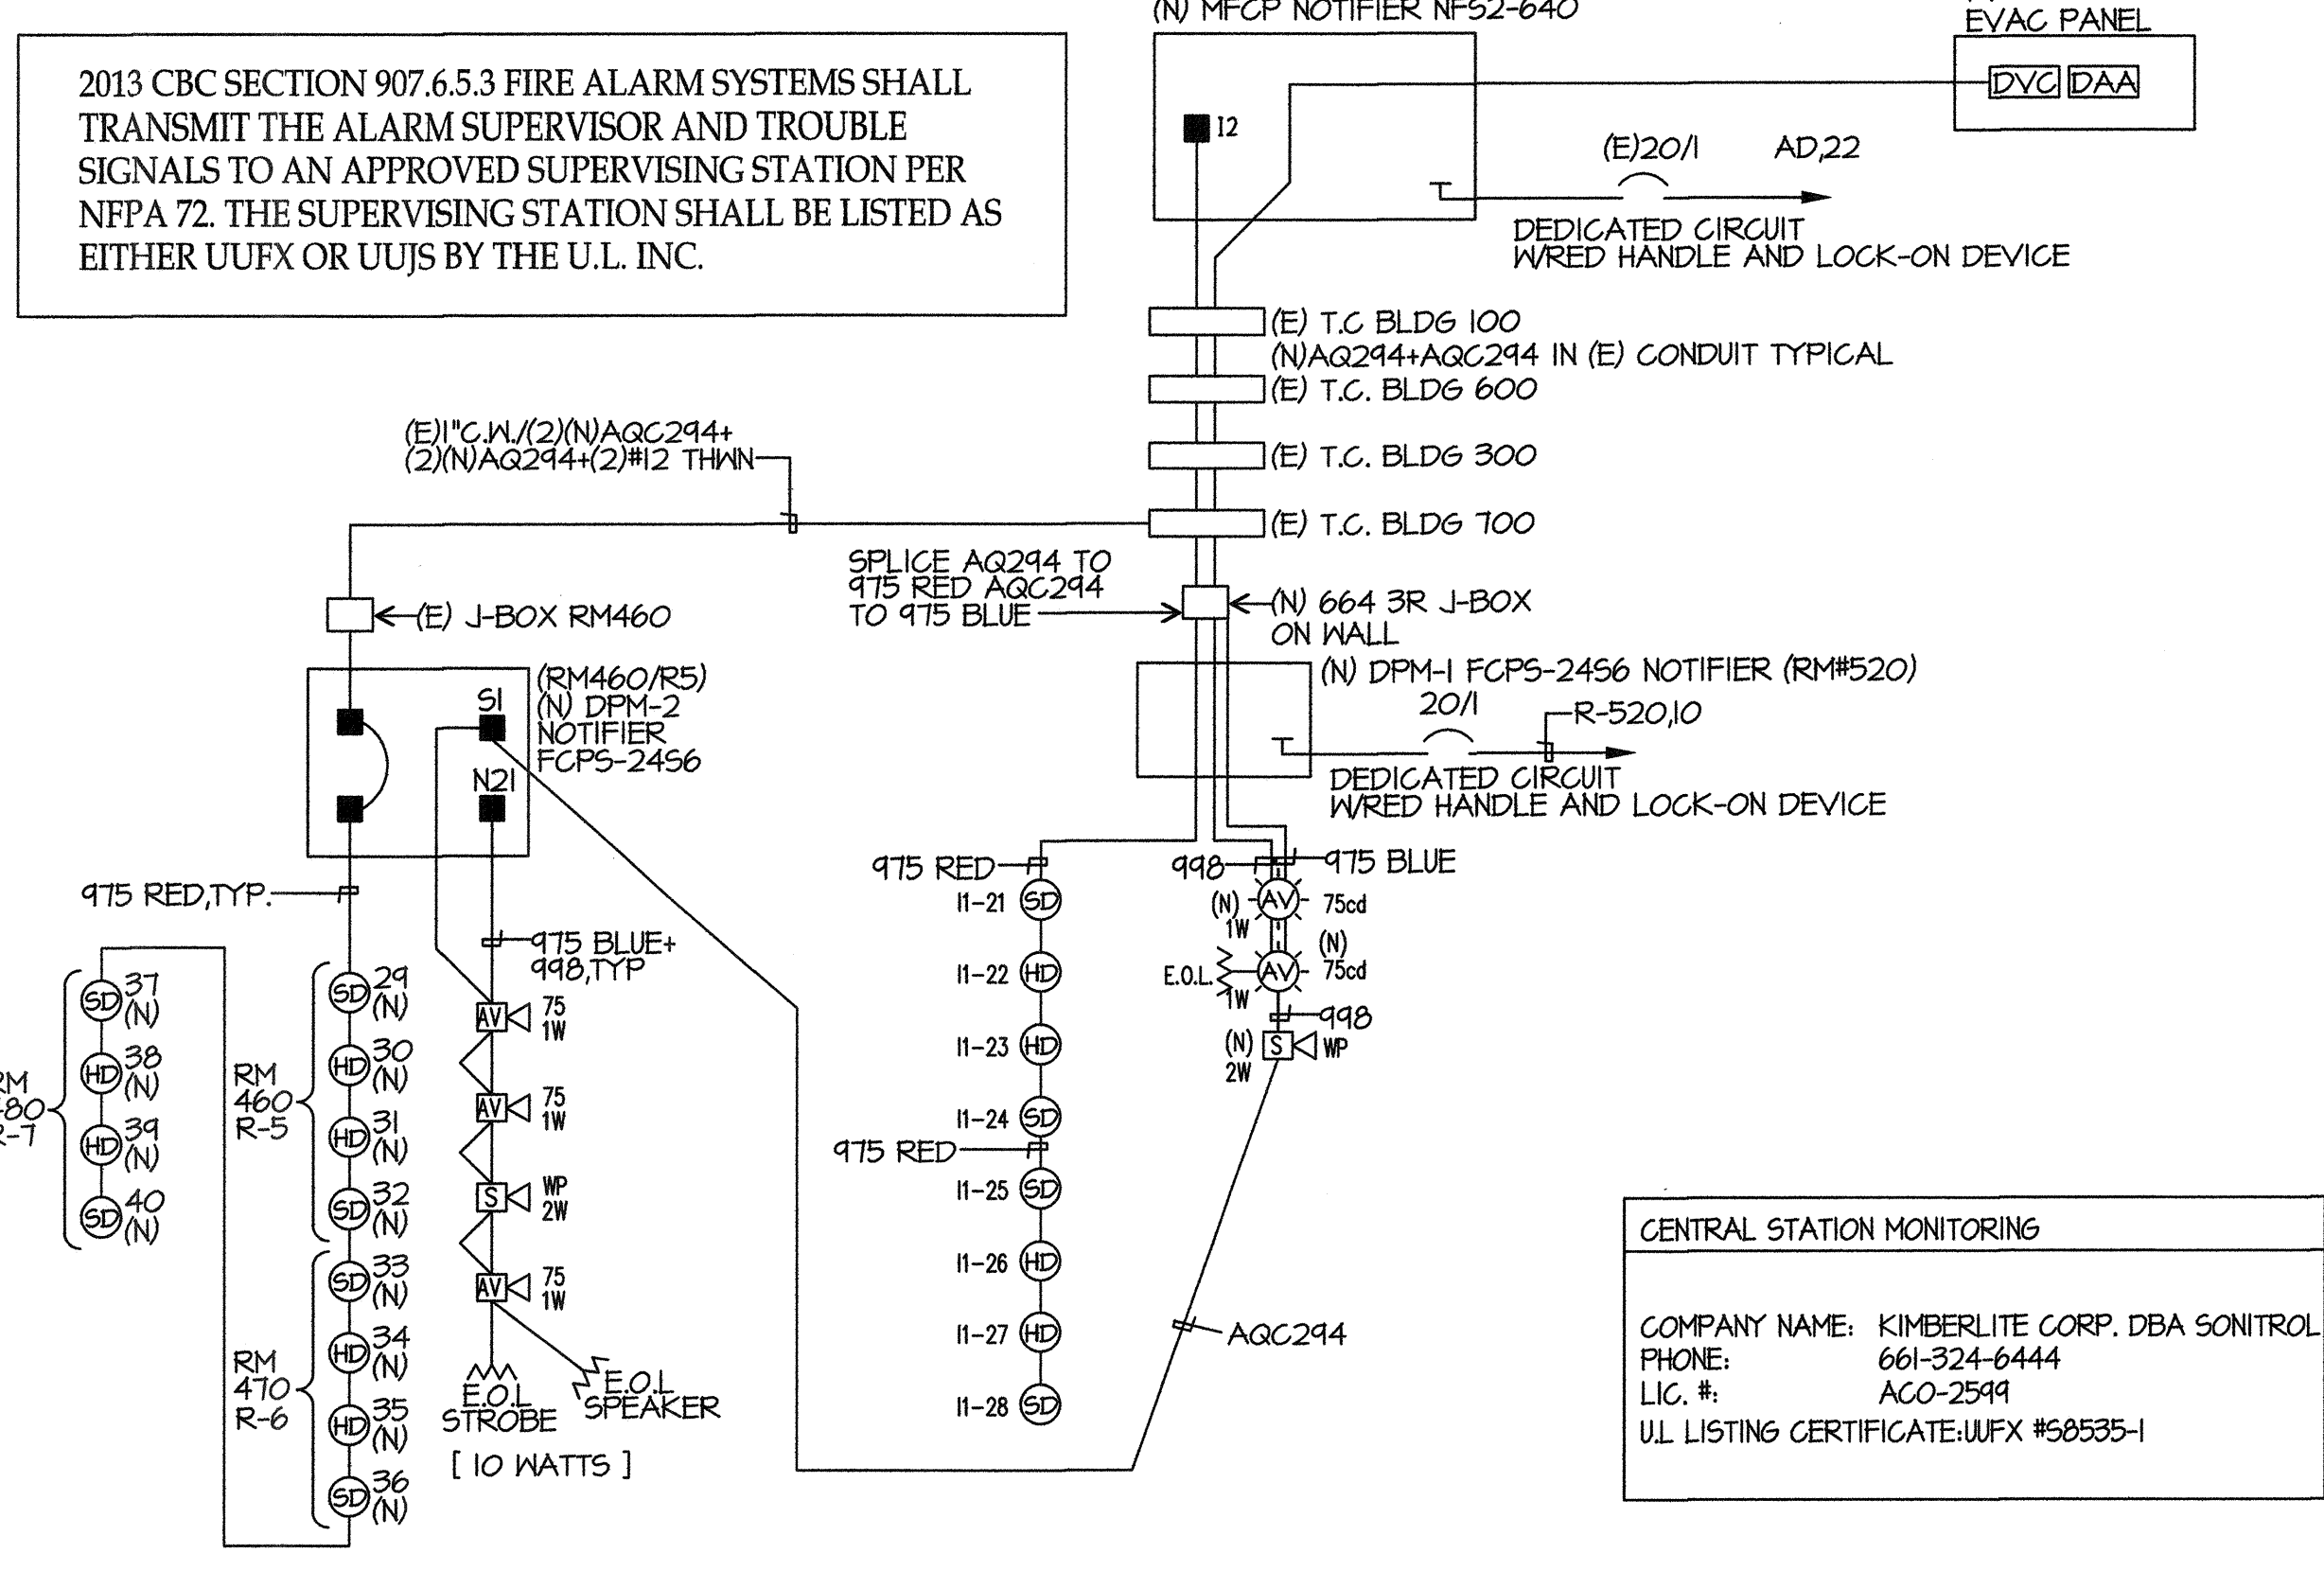 (N) MFCP NOTIFIER NFS2-640
EVAC PANEL
DVC DAA
2013 CBC SECTION 907.6.5.3 FIRE ALARM SYSTEMS SHALL
TRANSMIT THE ALARM SUPERVISOR AND TROUBLE
SIGNALS TO AN APPROVED SUPERVISING STATION PER
NFPA 72. THE SUPERVISING STATION SHALL BE LISTED AS
EITHER UUFX OR UUJS BY THE U.L. INC.
I2
(E)20/1 AD,22
DEDICATED CIRCUIT
W/RED HANDLE AND LOCK-ON DEVICE
(E) T.C BLDG 100
(N)AQ294+AQC294 IN (E) CONDUIT TYPICAL
(E) T.C. BLDG 600
(E) T.C. BLDG 300
(E) T.C. BLDG 700
(E)1"C.W./(2)(N)AQC294+
(2)(N)AQ294+(2)#12 THWN
SPLICE AQ294 TO
975 RED AQC294
TO 975 BLUE
(N) 664 3R J-BOX
ON WALL
(E) J-BOX RM460
(RM460/R5)
(N) DPM-2
NOTIFIER
FCPS-24S6
S1
N21
(N) DPM-1 FCPS-24S6 NOTIFIER (RM#520)
20/1
R-520,10
DEDICATED CIRCUIT
W/RED HANDLE AND LOCK-ON DEVICE
975 RED,TYP.
975 BLUE+
998,TYP
SD 37
(N)
HD 38
(N)
HD 39
(N)
SD 40
(N)
RM
460
R-5
SD 29
(N)
HD 30
(N)
HD 31
(N)
SD 32
(N)
RM
470
R-6
SD 33
(N)
HD 34
(N)
HD 35
(N)
SD 36
(N)
AV 75
1W
AV 75
1W
S WP
2W
AV 75
1W
E.O.L
STROBE
E.O.L
SPEAKER
[ 10 WATTS ]
975 RED
I1-21 SD
I1-22 HD
I1-23 HD
I1-24 SD
975 RED
I1-25 SD
I1-26 HD
I1-27 HD
I1-28 SD
998
975 BLUE
(N) AV 75cd
1W
(N)
E.O.L. AV 75cd
1W
998
(N) S WP
2W
AQC294
CENTRAL STATION MONITORING
COMPANY NAME: KIMBERLITE CORP. DBA SONITROL
PHONE: 661-324-6444
LIC. #: ACO-2599
U.L LISTING CERTIFICATE:UUFX #S8535-1